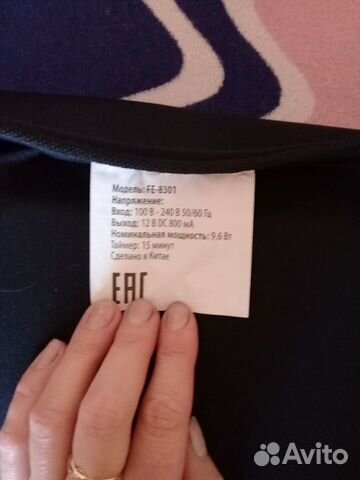 Модель: FE-8301
Напряжение:
Вход: 100 В - 240 В 50/60 Гц
Выход: 12 В DC 800 мА
Номинальная мощность: 9,6 Вт
Таймер: 15 минут
Сделано в Китае
EAC
Avito